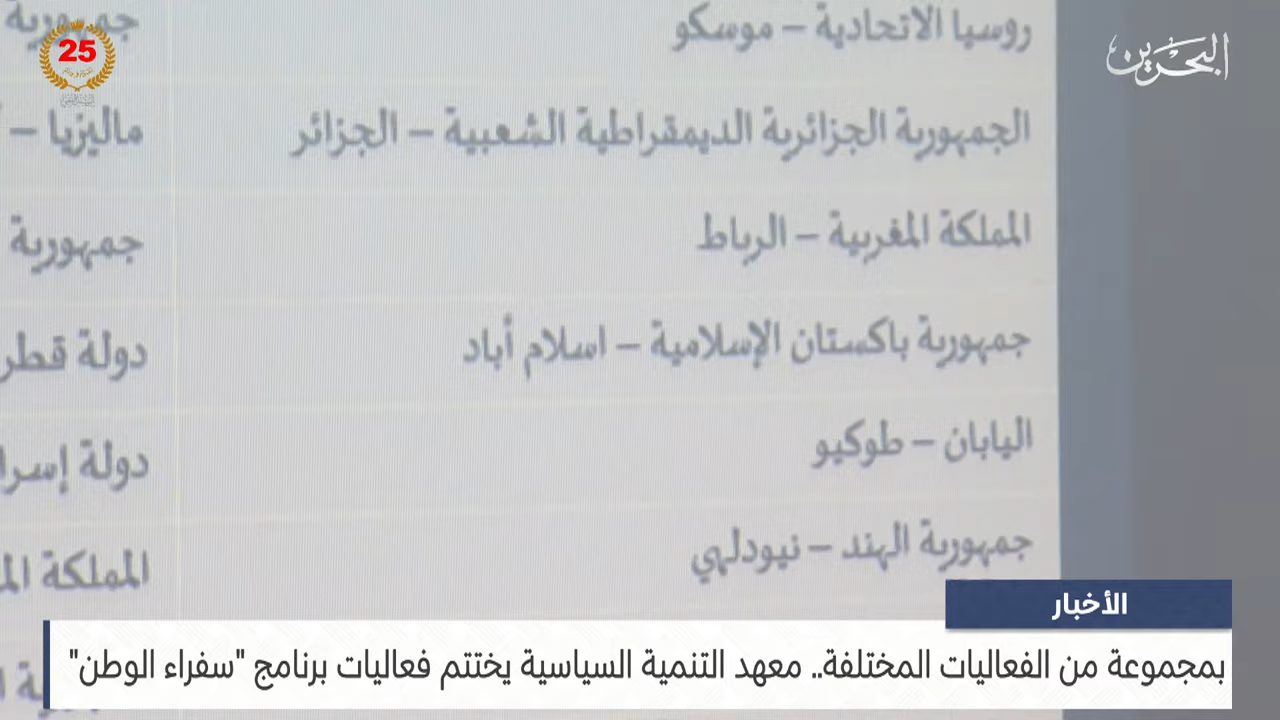 البحرين
25
روسيا الاتحادية – موسكو
جمهورية
الجمهورية الجزائرية الديمقراطية الشعبية – الجزائر
ماليزيا –
المملكة المغربية – الرباط
جمهورية
جمهورية باكستان الإسلامية – اسلام أباد
دولة قطر
اليابان – طوكيو
دولة إسرا
جمهورية الهند – نيودلهي
المملكة الم
الأخبار
بمجموعة من الفعاليات المختلفة.. معهد التنمية السياسية يختتم فعاليات برنامج "سفراء الوطن"